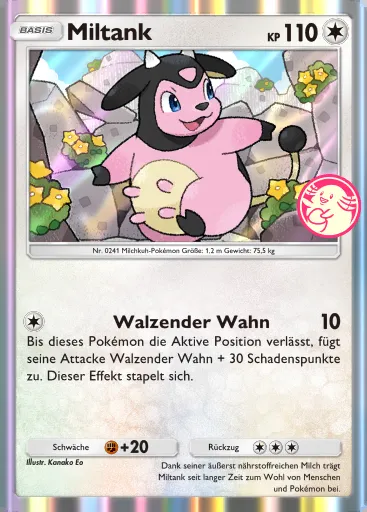 BASIS Miltank KP 110
Nr. 0241 Milchkuh-Pokémon Größe: 1.2 m Gewicht: 75,5 kg
Walzender Wahn 10
Bis dieses Pokémon die Aktive Position verlässt, fügt
seine Attacke Walzender Wahn + 30 Schadenspunkte
zu. Dieser Effekt stapelt sich.
Schwäche +20 Rückzug
Illustr. Kanako Eo
Dank seiner äußerst nährstoffreichen Milch trägt
Miltank seit langer Zeit zum Wohl von Menschen
und Pokémon bei.